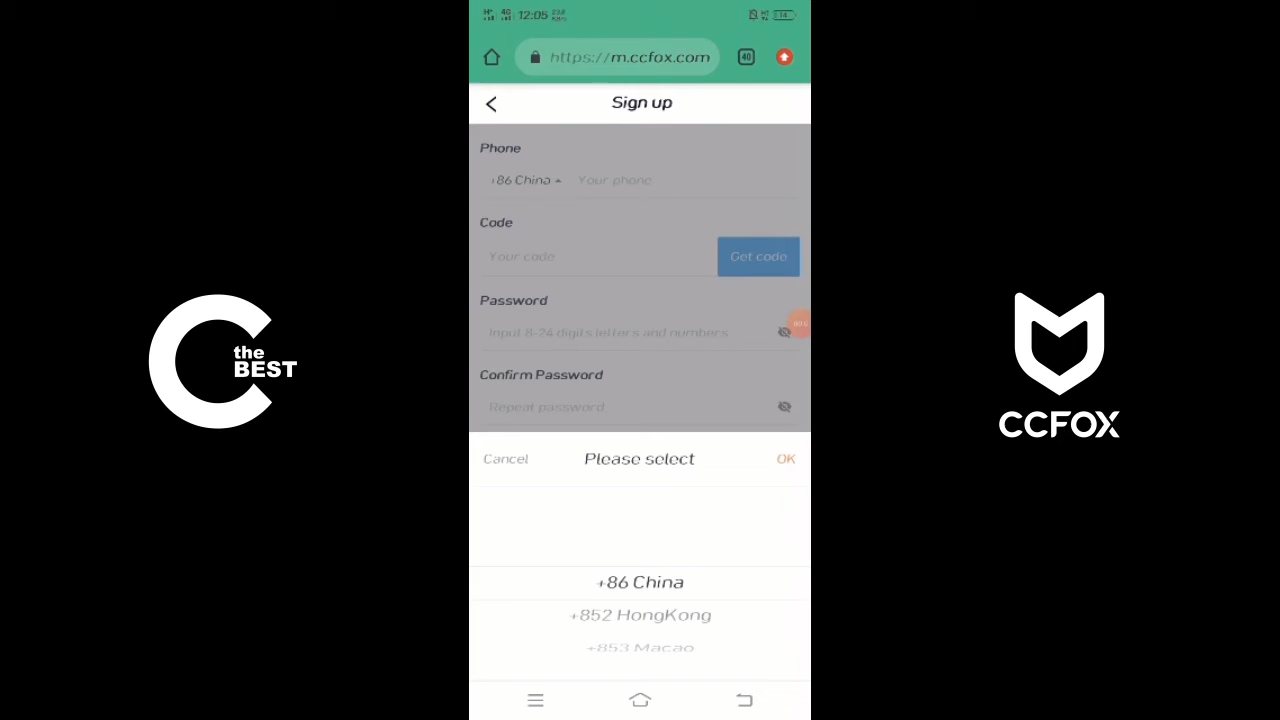 12:05
14
https://m.ccfox.com
40
Sign up
Phone
+86 China
Your phone
Code
Your code
Get code
Password
Input 8-24 digits letters and numbers
Confirm Password
Repeat password
Cancel
Please select
OK
+86 China
+852 HongKong
+853 Macao
the
BEST
CCFOX